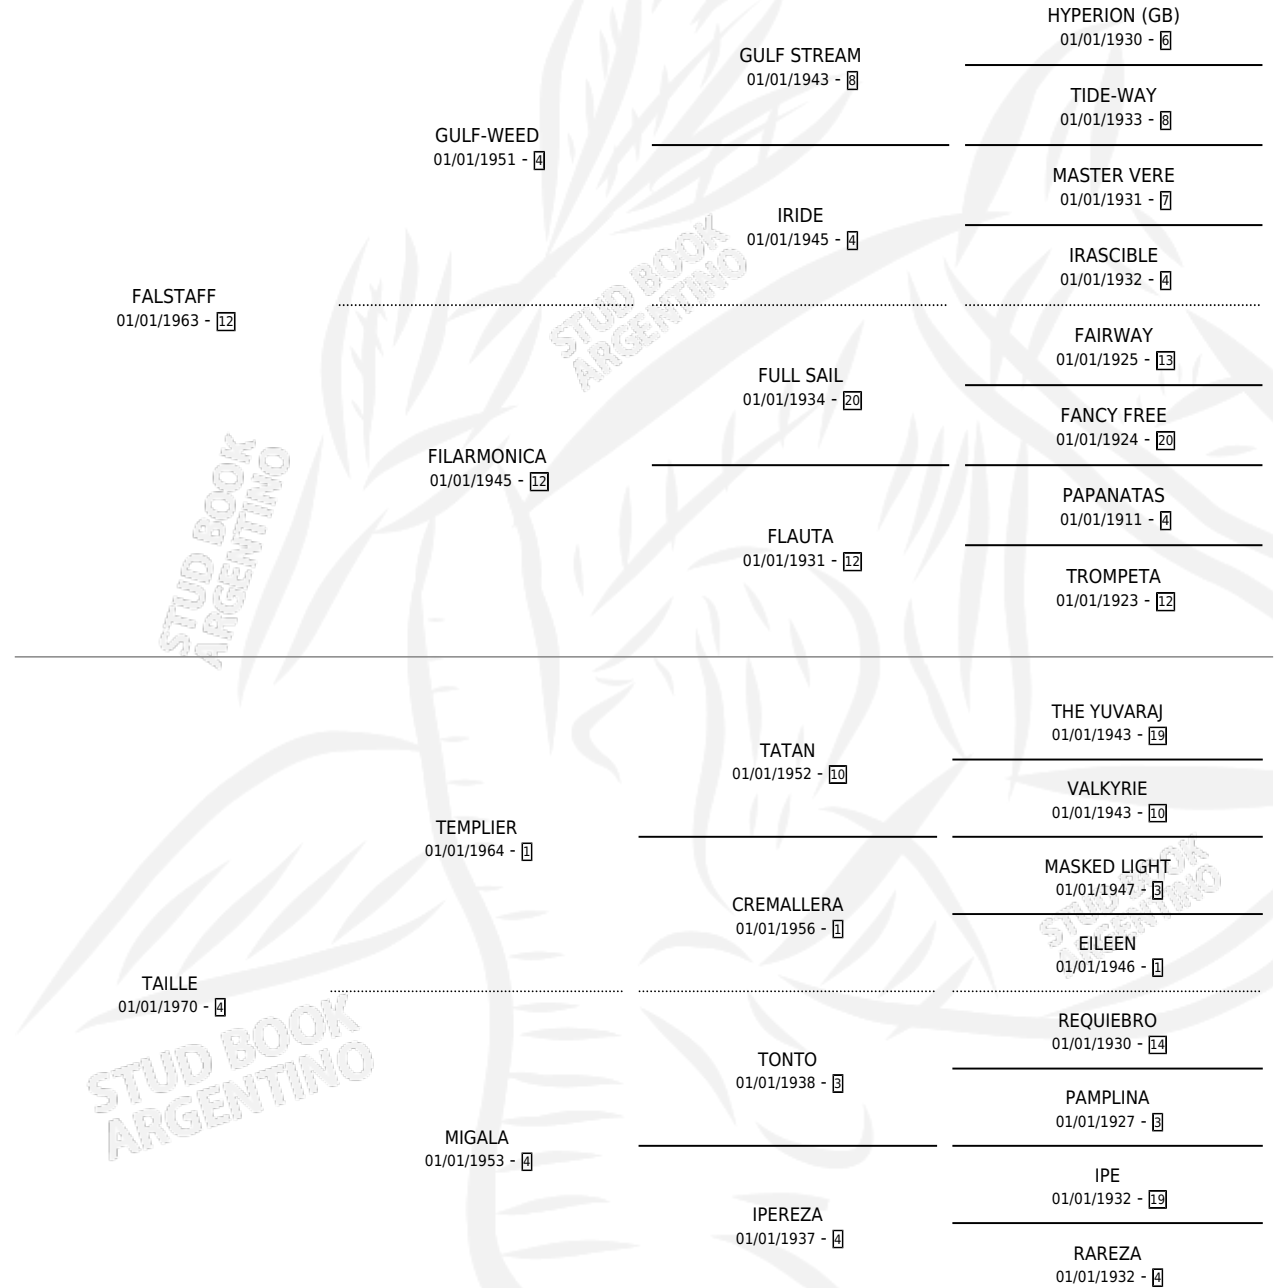 HYPERION (GB)
01/01/1930 - 6
GULF STREAM
01/01/1943 - 8
TIDE-WAY
01/01/1933 - 8
GULF-WEED
01/01/1951 - 4
MASTER VERE
01/01/1931 - 7
IRIDE
01/01/1945 - 4
IRASCIBLE
01/01/1932 - 4
FALSTAFF
01/01/1963 - 12
FAIRWAY
01/01/1925 - 13
FULL SAIL
01/01/1934 - 20
FANCY FREE
01/01/1924 - 20
FILARMONICA
01/01/1945 - 12
PAPANATAS
01/01/1911 - 4
FLAUTA
01/01/1931 - 12
TROMPETA
01/01/1923 - 12
THE YUVARAJ
01/01/1943 - 19
TATAN
01/01/1952 - 10
VALKYRIE
01/01/1943 - 10
TEMPLIER
01/01/1964 - 1
MASKED LIGHT
01/01/1947 - 3
CREMALLERA
01/01/1956 - 1
EILEEN
01/01/1946 - 1
TAILLE
01/01/1970 - 4
REQUIEBRO
01/01/1930 - 14
TONTO
01/01/1938 - 3
PAMPLINA
01/01/1927 - 3
MIGALA
01/01/1953 - 4
IPE
01/01/1932 - 19
IPEREZA
01/01/1937 - 4
RAREZA
01/01/1932 - 4
STUD BOOK
ARGENTINO
STUD BOOK
ARGENTINO
STUD BOOK
ARGENTINO
STUD BOOK
ARGENTINO